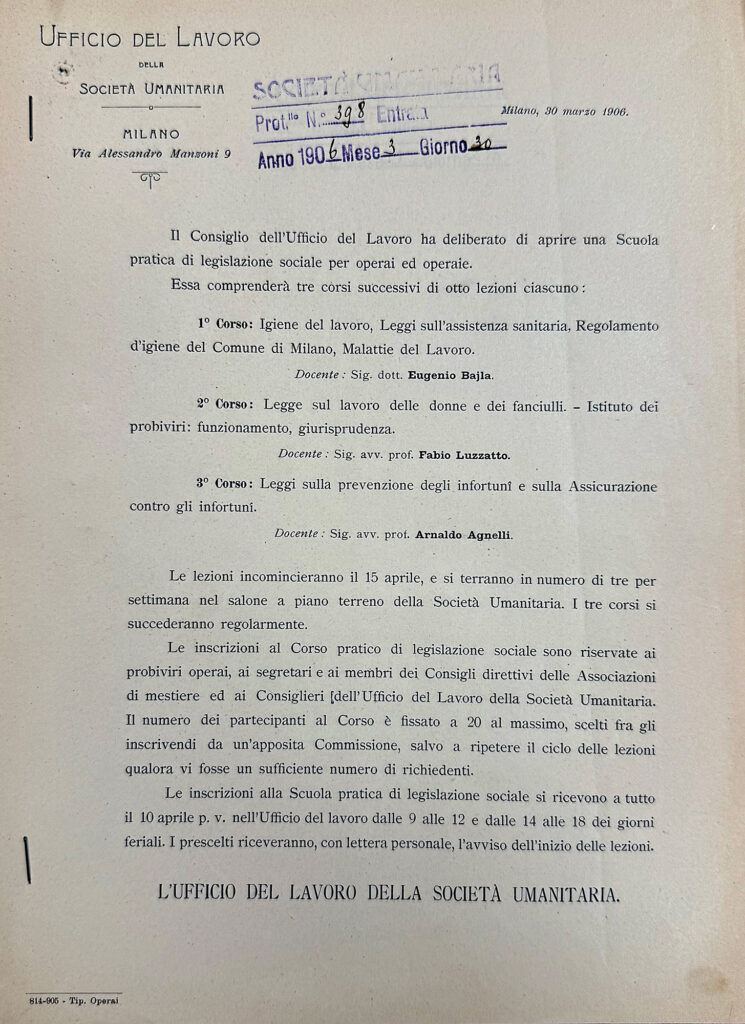 UFFICIO DEL LAVORO
DELLA
SOCIETÀ UMANITARIA
MILANO
Via Alessandro Manzoni 9
SOCIETÀ UMANITARIA
Prot.llo N.º 398 Entrata
Anno 1906 Mese 3 Giorno 30
Milano, 30 marzo 1906.
Il Consiglio dell'Ufficio del Lavoro ha deliberato di aprire una Scuola
pratica di legislazione sociale per operai ed operaie.
Essa comprenderà tre corsi successivi di otto lezioni ciascuno:
1º Corso: Igiene del lavoro, Leggi sull'assistenza sanitaria, Regolamento
d'igiene del Comune di Milano, Malattie del Lavoro.
Docente: Sig. dott. Eugenio Bajla.
2º Corso: Legge sul lavoro delle donne e dei fanciulli. - Istituto dei
probiviri: funzionamento, giurisprudenza.
Docente: Sig. avv. prof. Fabio Luzzatto.
3º Corso: Leggi sulla prevenzione degli infortunî e sulla Assicurazione
contro gli infortuni.
Docente: Sig. avv. prof. Arnaldo Agnelli.
Le lezioni incomincieranno il 15 aprile, e si terranno in numero di tre per
settimana nel salone a piano terreno della Società Umanitaria. I tre corsi si
succederanno regolarmente.
Le inscrizioni al Corso pratico di legislazione sociale sono riservate ai
probiviri operai, ai segretari e ai membri dei Consigli direttivi delle Associazioni
di mestiere ed ai Consiglieri [dell'Ufficio del Lavoro della Società Umanitaria.
Il numero dei partecipanti al Corso è fissato a 20 al massimo, scelti fra gli
inscrivendi da un'apposita Commissione, salvo a ripetere il ciclo delle lezioni
qualora vi fosse un sufficiente numero di richiedenti.
Le inscrizioni alla Scuola pratica di legislazione sociale si ricevono a tutto
il 10 aprile p. v. nell'Ufficio del lavoro dalle 9 alle 12 e dalle 14 alle 18 dei giorni
feriali. I prescelti riceveranno, con lettera personale, l'avviso dell'inizio delle lezioni.
L'UFFICIO DEL LAVORO DELLA SOCIETÀ UMANITARIA.
814-905 - Tip. Operai